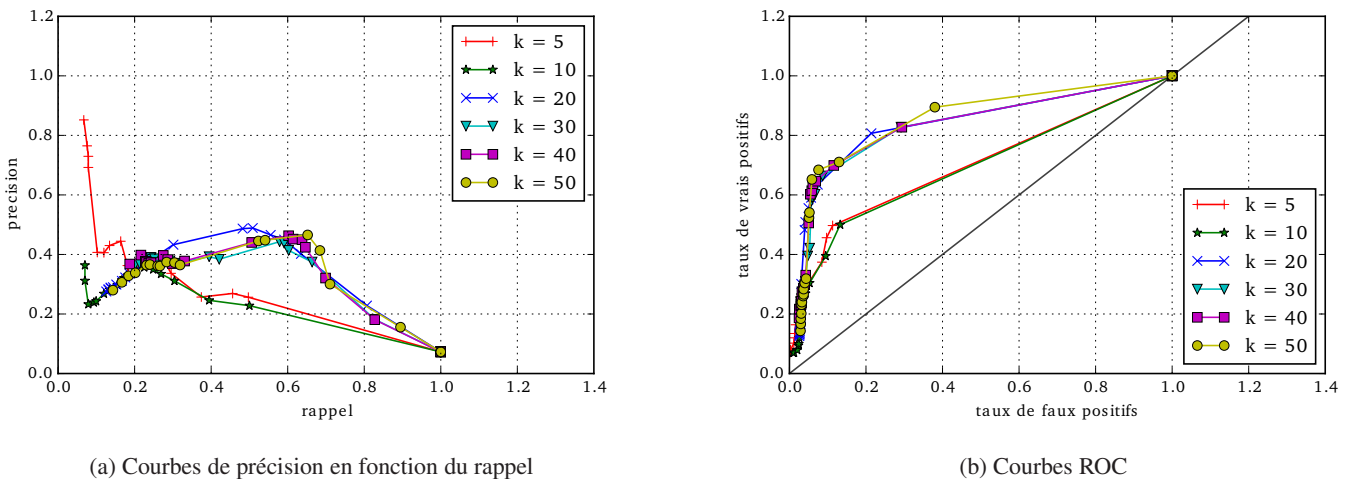 1.2
1.0
0.8
0.6
0.4
0.2
0.0
precision
0.0 0.2 0.4 0.6 0.8 1.0 1.2 1.4
rappel
k = 5
k = 10
k = 20
k = 30
k = 40
k = 50
(a) Courbes de précision en fonction du rappel
1.2
1.0
0.8
0.6
0.4
0.2
0.0
taux de vrais positifs
0.0 0.2 0.4 0.6 0.8 1.0 1.2 1.4
taux de faux positifs
k = 5
k = 10
k = 20
k = 30
k = 40
k = 50
(b) Courbes ROC